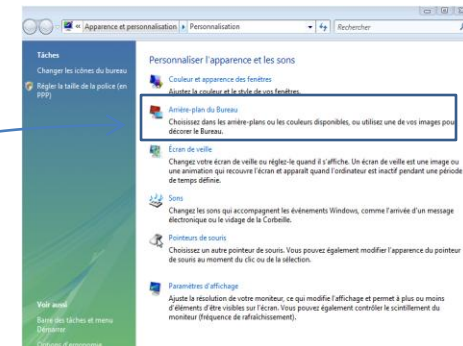 « Apparence et personnalisation ▸ Personnalisation
Rechercher
Tâches
Changer les icônes du bureau
Régler la taille de la police (en PPP)
Voir aussi
Barre des tâches et menu Démarrer
Options d'ergonomie
Personnaliser l'apparence et les sons
Couleur et apparence des fenêtres
Ajuster la couleur et le style de vos fenêtres.
Arrière-plan du Bureau
Choisissez dans les arrière-plans ou les couleurs disponibles, ou utilisez une de vos images pour
décorer le Bureau.
Écran de veille
Changez votre écran de veille ou réglez-le quand il s'affiche. Un écran de veille est une image ou
une animation qui recouvre l'écran et apparaît quand l'ordinateur est inactif pendant une période
de temps définie.
Sons
Changez les sons qui accompagnent les événements Windows, comme l'arrivée d'un message
électronique ou le vidage de la Corbeille.
Pointeurs de souris
Choisissez un autre pointeur de souris. Vous pouvez également modifier l'apparence du pointeur
de souris au moment du clic ou de la sélection.
Paramètres d'affichage
Ajuste la résolution de votre moniteur, ce qui modifie l'affichage et permet à plus ou moins
d'éléments d'être visibles sur l'écran. Vous pouvez également contrôler le scintillement du
moniteur (fréquence de rafraîchissement).